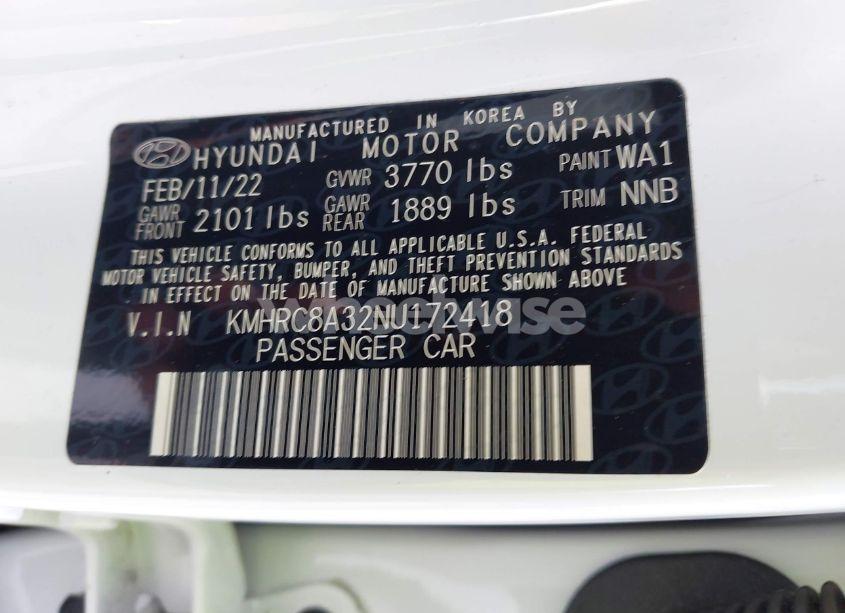 MANUFACTURED IN KOREA BY
HYUNDAI MOTOR COMPANY
FEB/11/22 GVWR 3770 lbs PAINT WA1
GAWR FRONT 2101 lbs GAWR REAR 1889 lbs TRIM NNB
THIS VEHICLE CONFORMS TO ALL APPLICABLE U.S.A. FEDERAL
MOTOR VEHICLE SAFETY, BUMPER, AND THEFT PREVENTION STANDARDS
IN EFFECT ON THE DATE OF MANUFACTURE SHOWN ABOVE
V.I.N KMHRC8A32NU172418
wheelwise
PASSENGER CAR